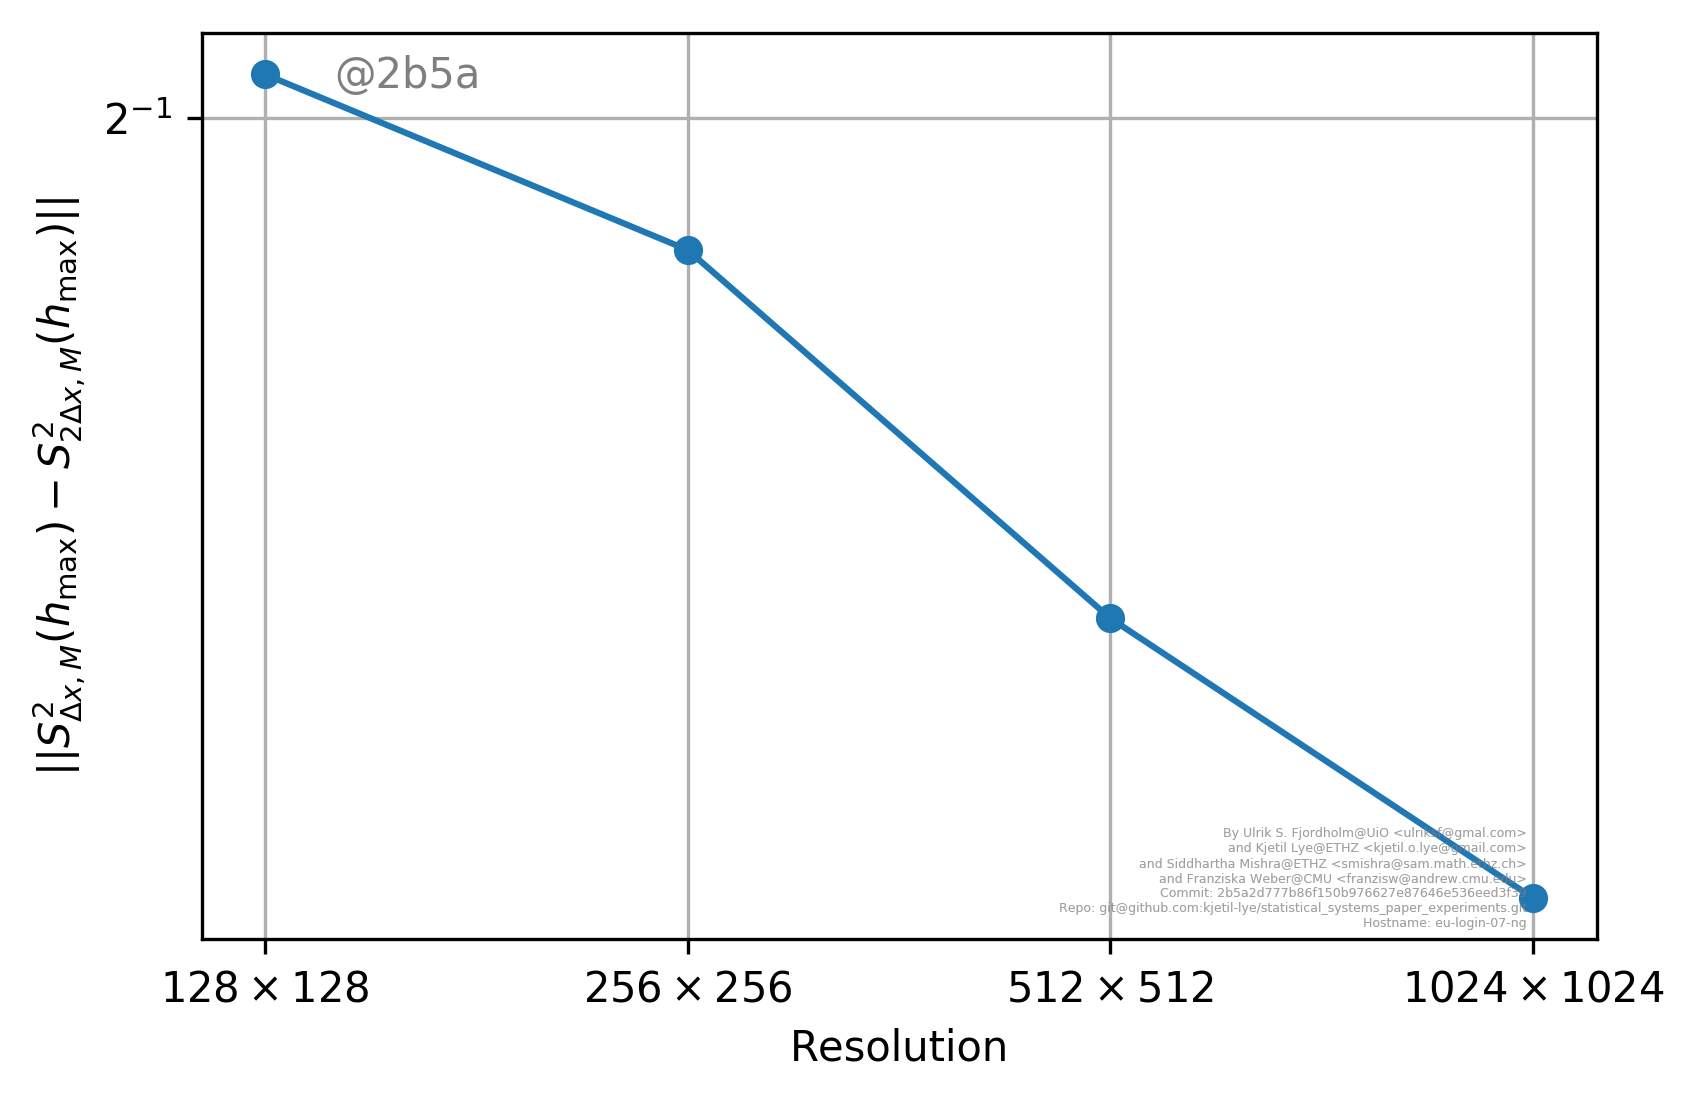 @2b5a
2⁻¹
||S²_{Δx, M}(h_max) − S²_{2Δx, M}(h_max)||
By Ulrik S. Fjordholm@UiO <ulriksf@gmal.com>
and Kjetil Lye@ETHZ <kjetil.o.lye@gmail.com>
and Siddhartha Mishra@ETHZ <smishra@sam.math.ethz.ch>
and Franziska Weber@CMU <franzisw@andrew.cmu.edu>
Commit:
Repo: git@github.com:kjetil-lye/statistical_systems_paper_experiments.git
Hostname: eu-login-07-ng
128 × 128
256 × 256
512 × 512
1024 × 1024
Resolution